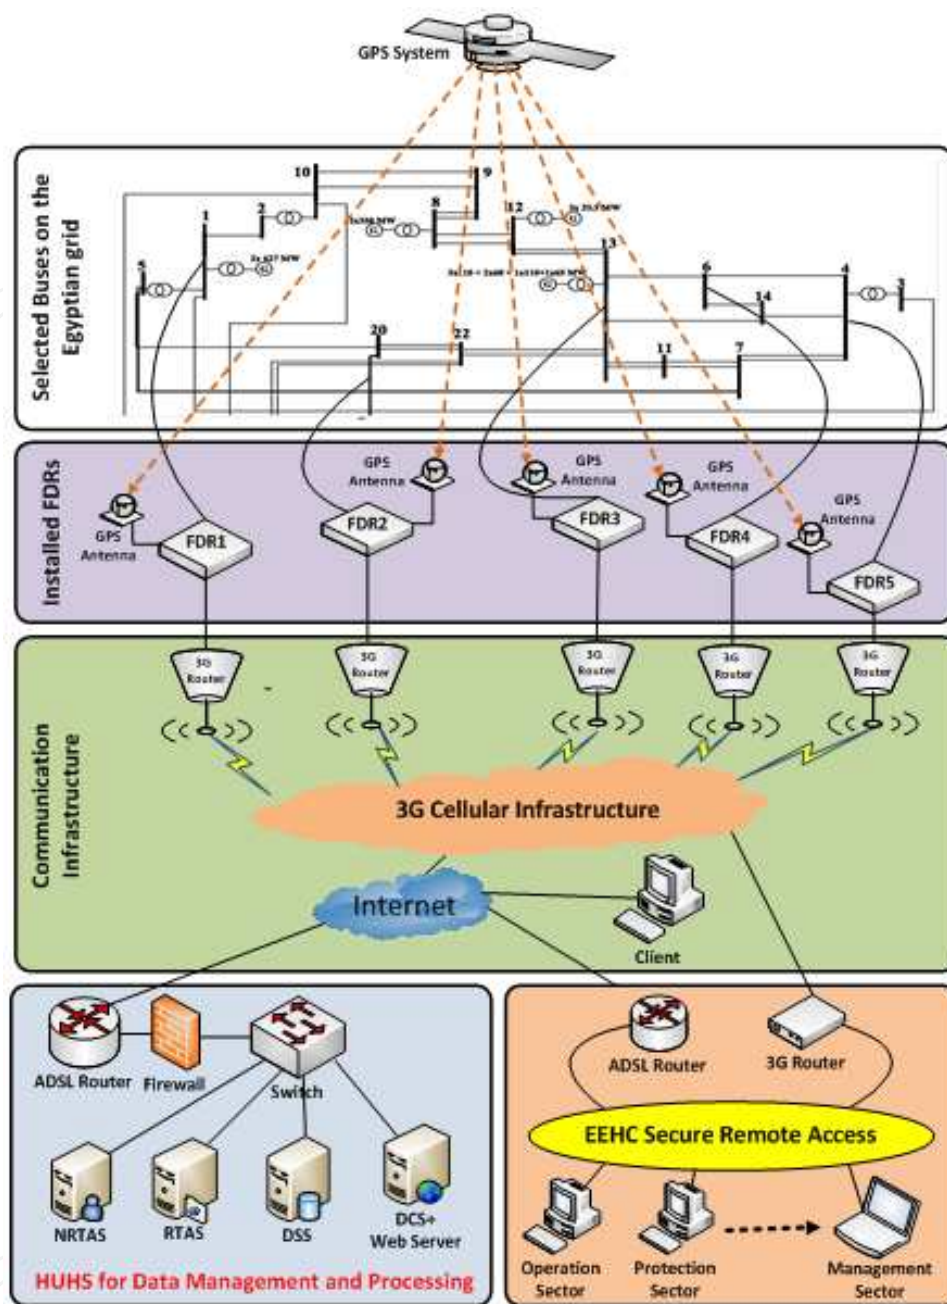 GPS System
Selected Buses on the
Egyptian grid
10
9
1
2
8
12
13
6
4
14
5
20
22
11
7
GPS
Antenna
GPS
Antenna
GPS
Antenna
GPS
Antenna
GPS
Antenna
Installed FDRs
FDR1
FDR2
FDR3
FDR4
FDR5
3G
Router
3G
Router
3G
Router
3G
Router
3G
Router
Communication
Infrastructure
3G Cellular Infrastructure
Internet
Client
ADSL Router
Firewall
Switch
ADSL Router
3G Router
EEHC Secure Remote Access
NRTAS
RTAS
DSS
DCS+
Web Server
Operation
Sector
Protection
Sector
Management
Sector
HUHS for Data Management and Processing